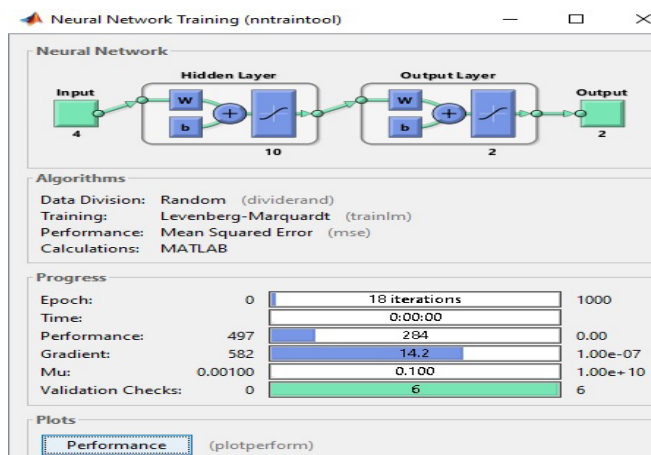 Neural Network Training (nntraintool)
Neural Network
Hidden Layer Output Layer
Input Output
W W
b b
4 10 2 2
Algorithms
Data Division: Random (dividerand)
Training: Levenberg-Marquardt (trainlm)
Performance: Mean Squared Error (mse)
Calculations: MATLAB
Progress
Epoch: 0 18 iterations 1000
Time: 0:00:00
Performance: 497 284 0.00
Gradient: 582 14.2 1.00e-07
Mu: 0.00100 0.100 1.00e+10
Validation Checks: 0 6 6
Plots
Performance (plotperform)